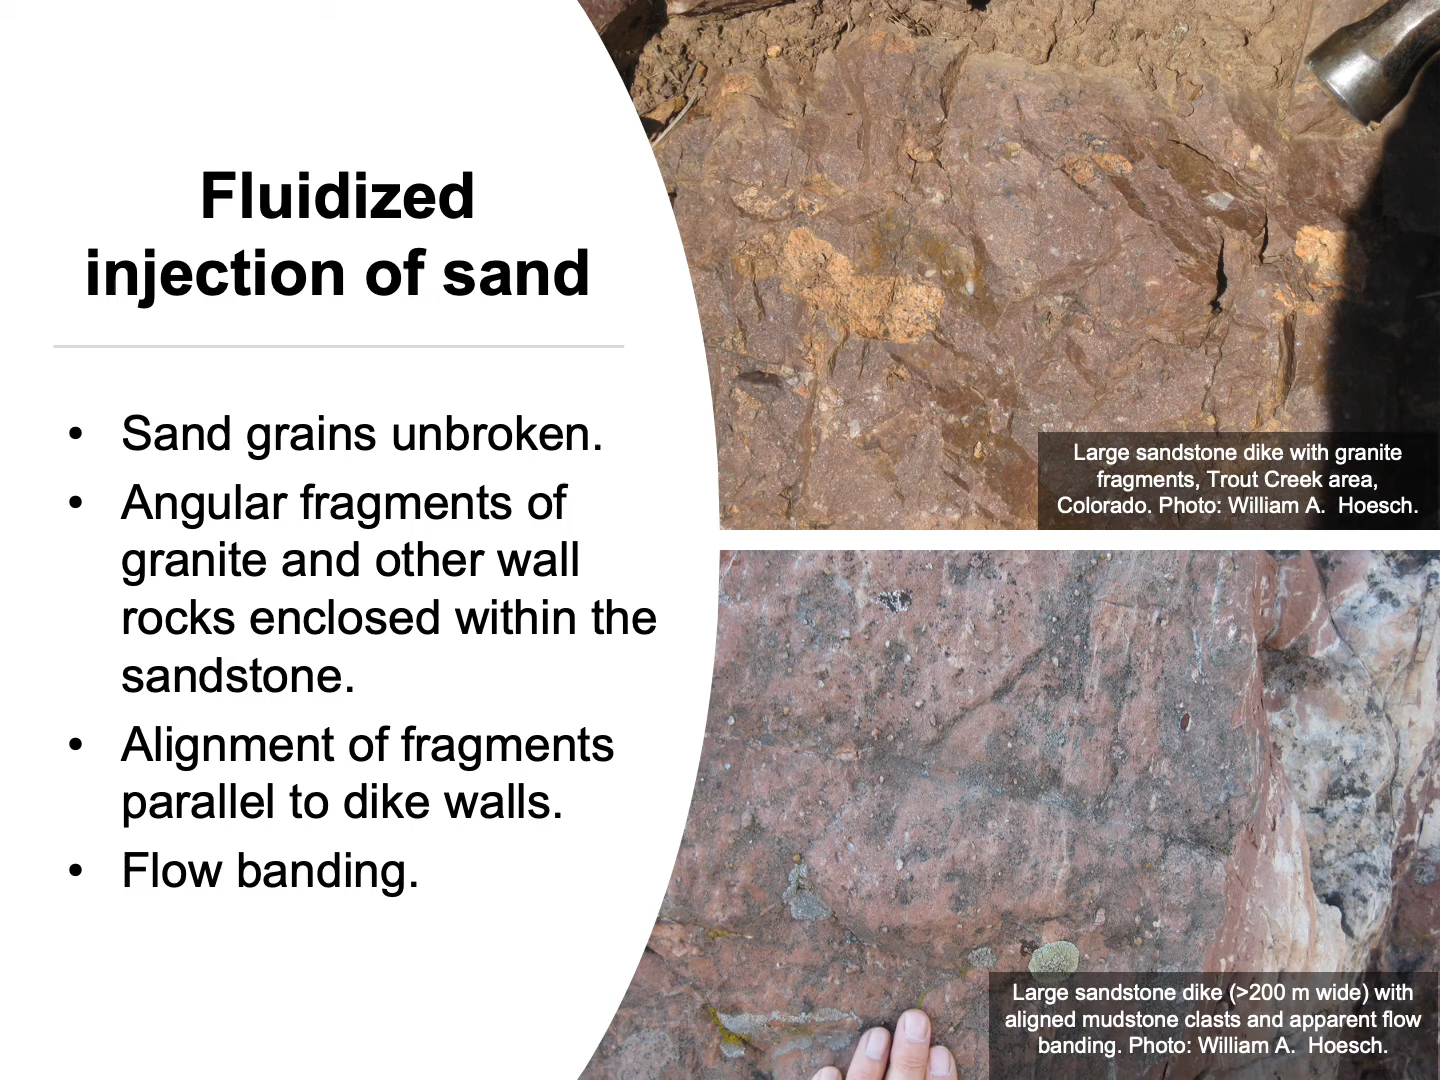 Fluidized
injection of sand
• Sand grains unbroken.
• Angular fragments of
granite and other wall
rocks enclosed within the
sandstone.
• Alignment of fragments
parallel to dike walls.
• Flow banding.
Large sandstone dike with granite
fragments, Trout Creek area,
Colorado. Photo: William A.  Hoesch.
Large sandstone dike (>200 m wide) with
aligned mudstone clasts and apparent flow
banding. Photo: William A.  Hoesch.